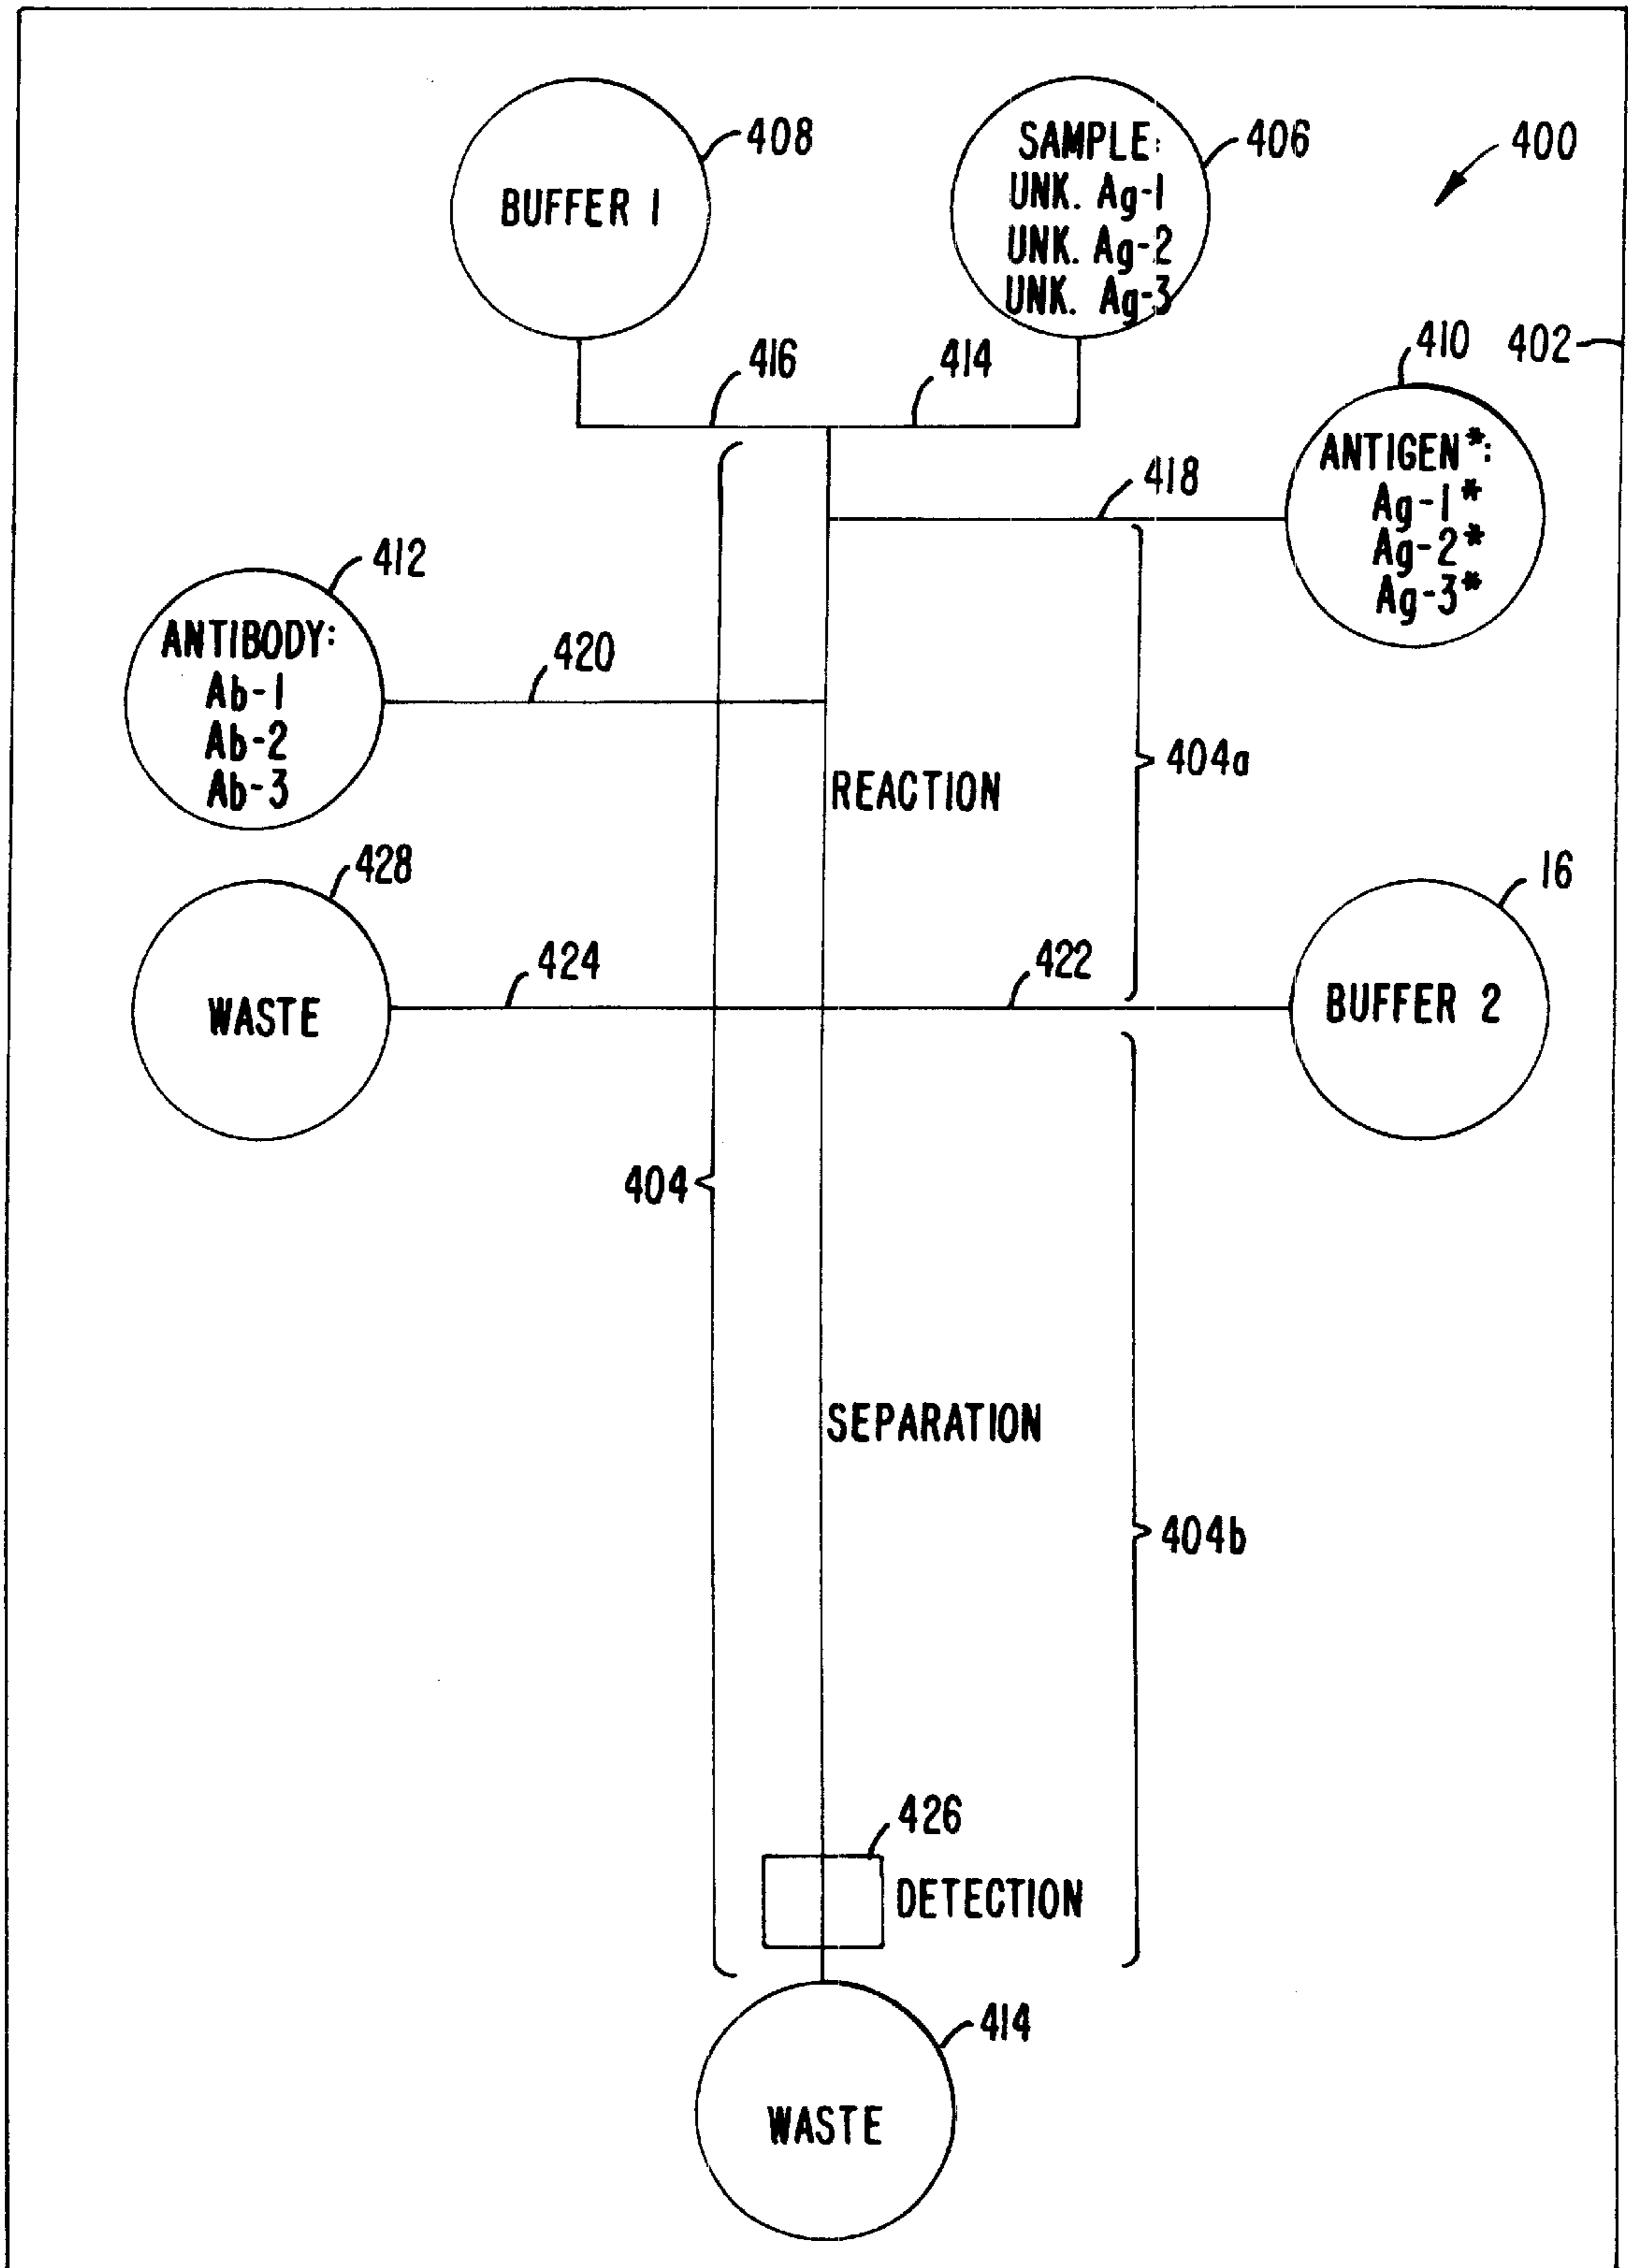 408
BUFFER 1
406
SAMPLE:
UNK. Ag-1
UNK. Ag-2
UNK. Ag-3
400
416
414
410
402
ANTIGEN*:
Ag-1*
Ag-2*
Ag-3*
418
412
ANTIBODY:
Ab-1
Ab-2
Ab-3
420
404a
REACTION
428
WASTE
424
422
16
BUFFER 2
404
SEPARATION
404b
426
DETECTION
414
WASTE